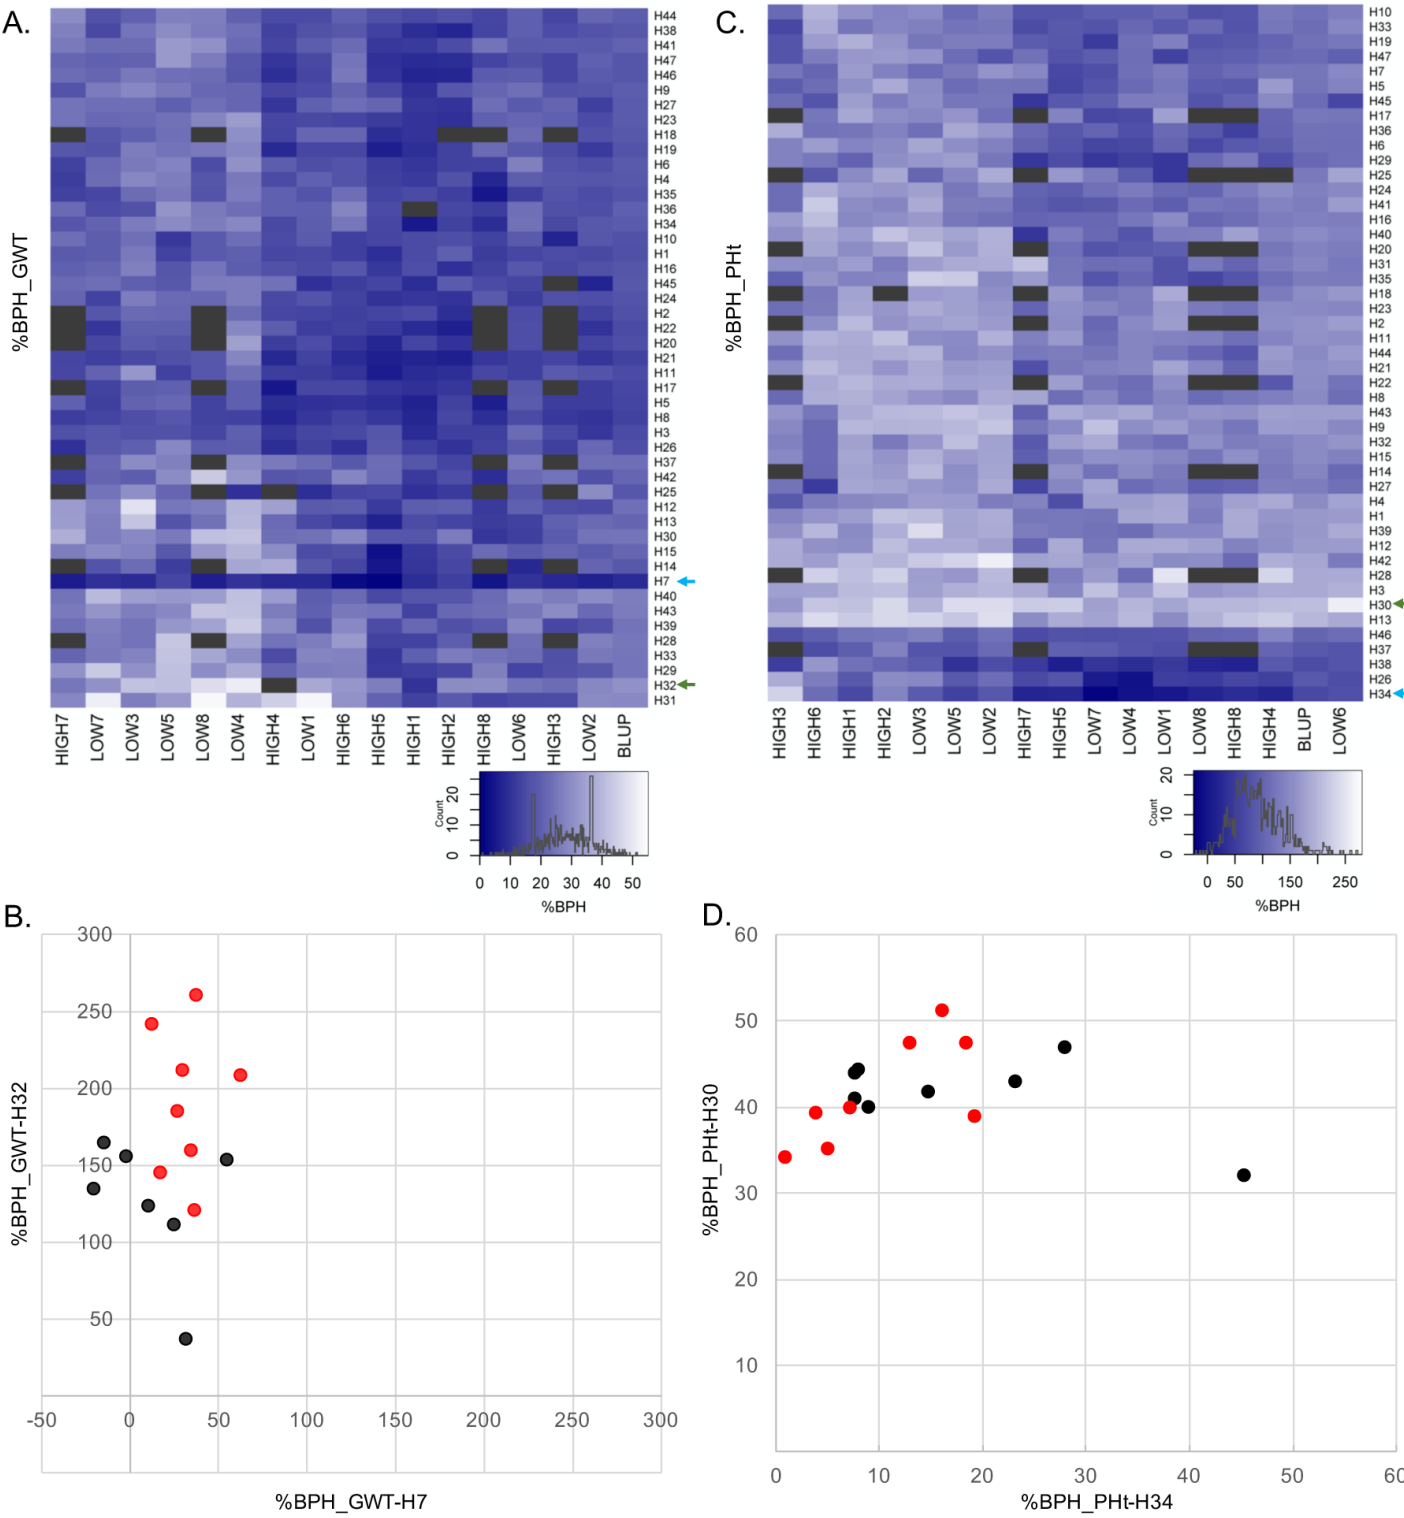 A.
%BPH_GWT
H44
H38
H41
H47
H46
H9
H27
H23
H18
H19
H6
H4
H35
H36
H34
H10
H1
H16
H45
H24
H2
H22
H20
H21
H11
H17
H5
H8
H3
H26
H37
H42
H25
H12
H13
H30
H15
H14
H7
H40
H43
H39
H28
H33
H29
H32
H31
HIGH7
LOW7
LOW3
LOW5
LOW8
LOW4
HIGH4
LOW1
HIGH6
HIGH5
HIGH1
HIGH2
HIGH8
LOW6
HIGH3
LOW2
BLUP
Count
0 10 20
0 10 20 30 40 50
%BPH
C.
%BPH_PHt
H10
H33
H19
H47
H7
H5
H45
H17
H36
H6
H29
H25
H24
H41
H16
H40
H20
H31
H35
H18
H23
H2
H11
H44
H21
H22
H8
H43
H9
H32
H15
H14
H27
H4
H1
H39
H12
H42
H28
H3
H30
H13
H46
H37
H38
H26
H34
HIGH3
HIGH6
HIGH1
HIGH2
LOW3
LOW5
LOW2
HIGH7
HIGH5
LOW7
LOW4
LOW1
LOW8
HIGH8
HIGH4
BLUP
LOW6
Count
0 10 20
0 50 150 250
%BPH
B.
%BPH_GWT-H32
300
250
200
150
100
50
-50 0 50 100 150 200 250 300
%BPH_GWT-H7
D.
%BPH_PHt-H30
60
50
40
30
20
10
0 10 20 30 40 50 60
%BPH_PHt-H34